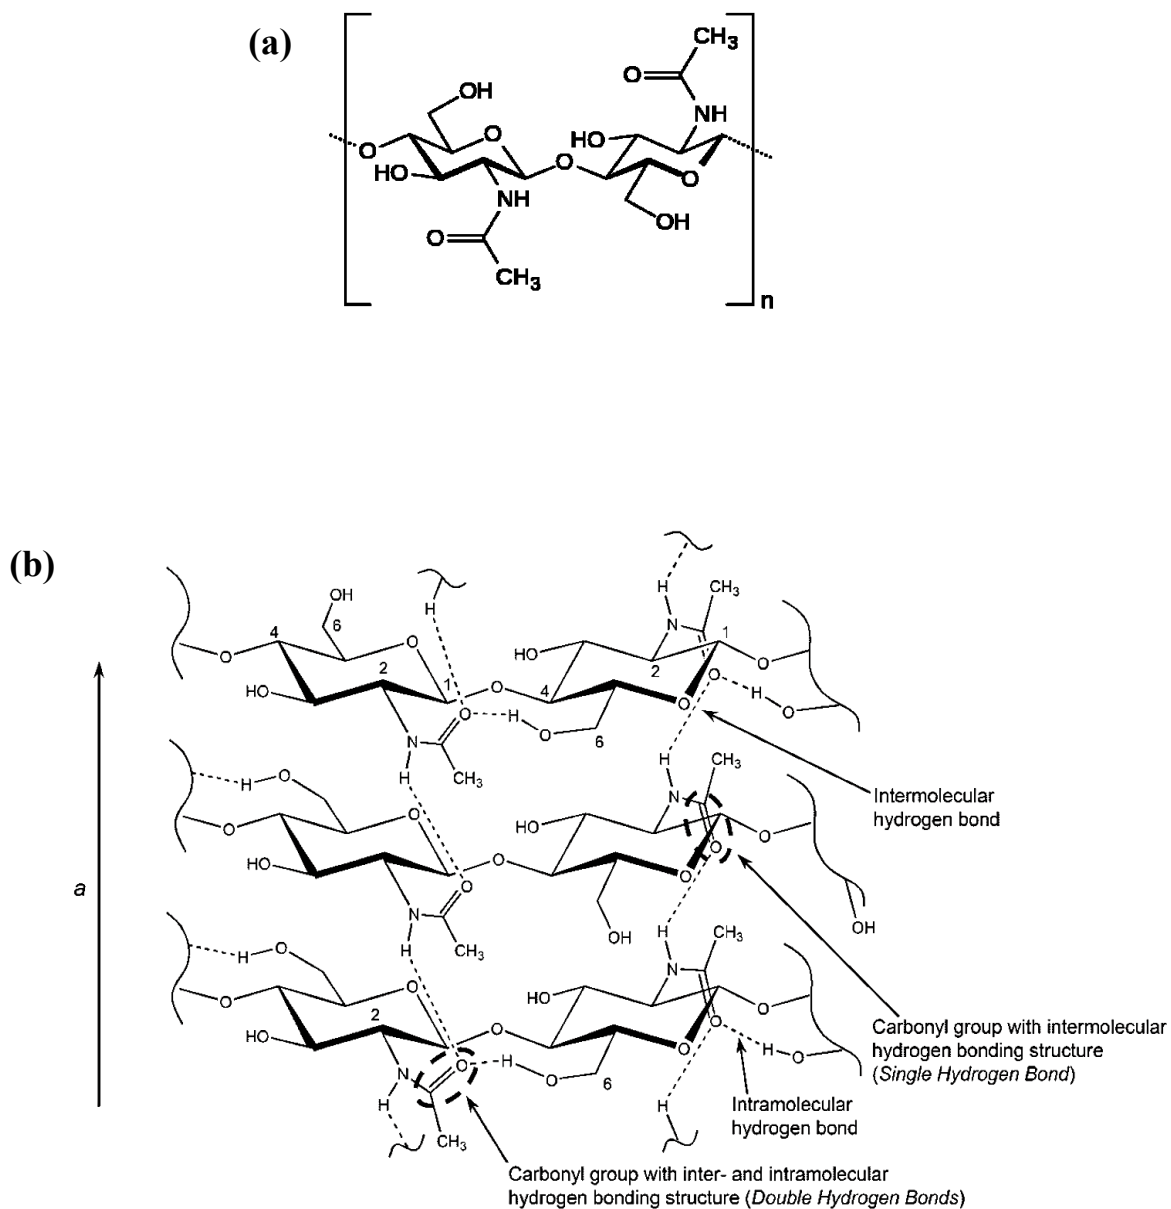 (a)
CH3
O
NH
OH
O
HO
O
O
O
HO
NH
OH
O
CH3
n
(b)
H
H
CH3
OH
N
6
4
O
1
O
HO
2
2
O
O
HO
1
O
4
O
H
O
O
H
O
6
N
H
CH3
H
CH3
H
O
N
Intermolecular
hydrogen bond
O
O
HO
O
HO
O
O
O
a
O
N
OH
OH
H
CH3
H
CH3
H
O
N
O
O
HO
O
Carbonyl group with intermolecular
hydrogen bonding structure
(Single Hydrogen Bond)
2
O
O
HO
O
H
O
H
O
N
O
6
H
H
Intramolecular
hydrogen bond
CH3
Carbonyl group with inter- and intramolecular
hydrogen bonding structure (Double Hydrogen Bonds)